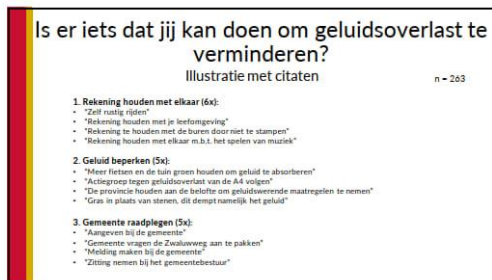 Is er iets dat jij kan doen om geluidsoverlast te
verminderen?
Illustratie met citaten
n = 263
1. Rekening houden met elkaar (6x):
• "Zelf rustig rijden"
• "Rekening houden met je leefomgeving"
• "Rekening te houden met de buren door niet te stampen"
• "Rekening houden met elkaar m.b.t. het spelen van muziek"
2. Geluid beperken (5x):
• "Meer fietsen en de tuin groen houden om geluid te absorberen"
• "Actiegroep tegen geluidsoverlast van de A4 volgen"
• "De provincie houden aan de belofte om geluidswerende maatregelen te nemen"
• "Gras in plaats van stenen, dit dempt namelijk het geluid"
3. Gemeente raadplegen (5x):
• "Aangeven bij de gemeente"
• "Gemeente vragen de Zwaluwweg aan te pakken"
• "Melding maken bij de gemeente"
• "Zitting nemen bij het gemeentebestuur"